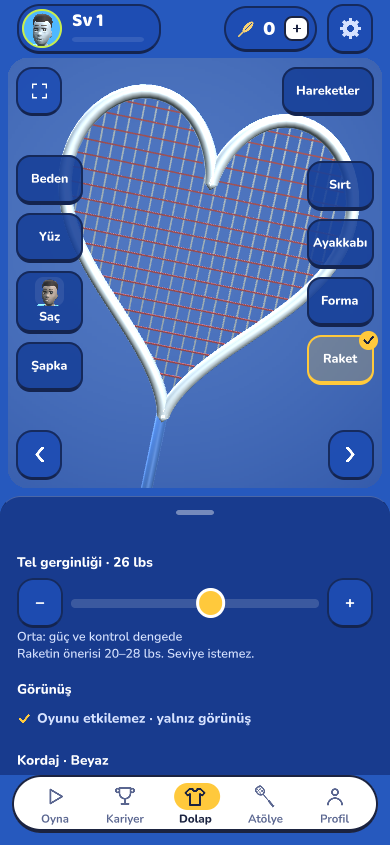 Sv 1
0
+
Hareketler
Beden
Sırt
Yüz
Ayakkabı
Saç
Forma
Şapka
Raket
Tel gerginliği · 26 lbs
−
+
Orta: güç ve kontrol dengede
Raketin önerisi 20–28 lbs. Seviye istemez.
Görünüş
Oyunu etkilemez · yalnız görünüş
Kordaj · Beyaz
Oyna
Kariyer
Dolap
Atölye
Profil